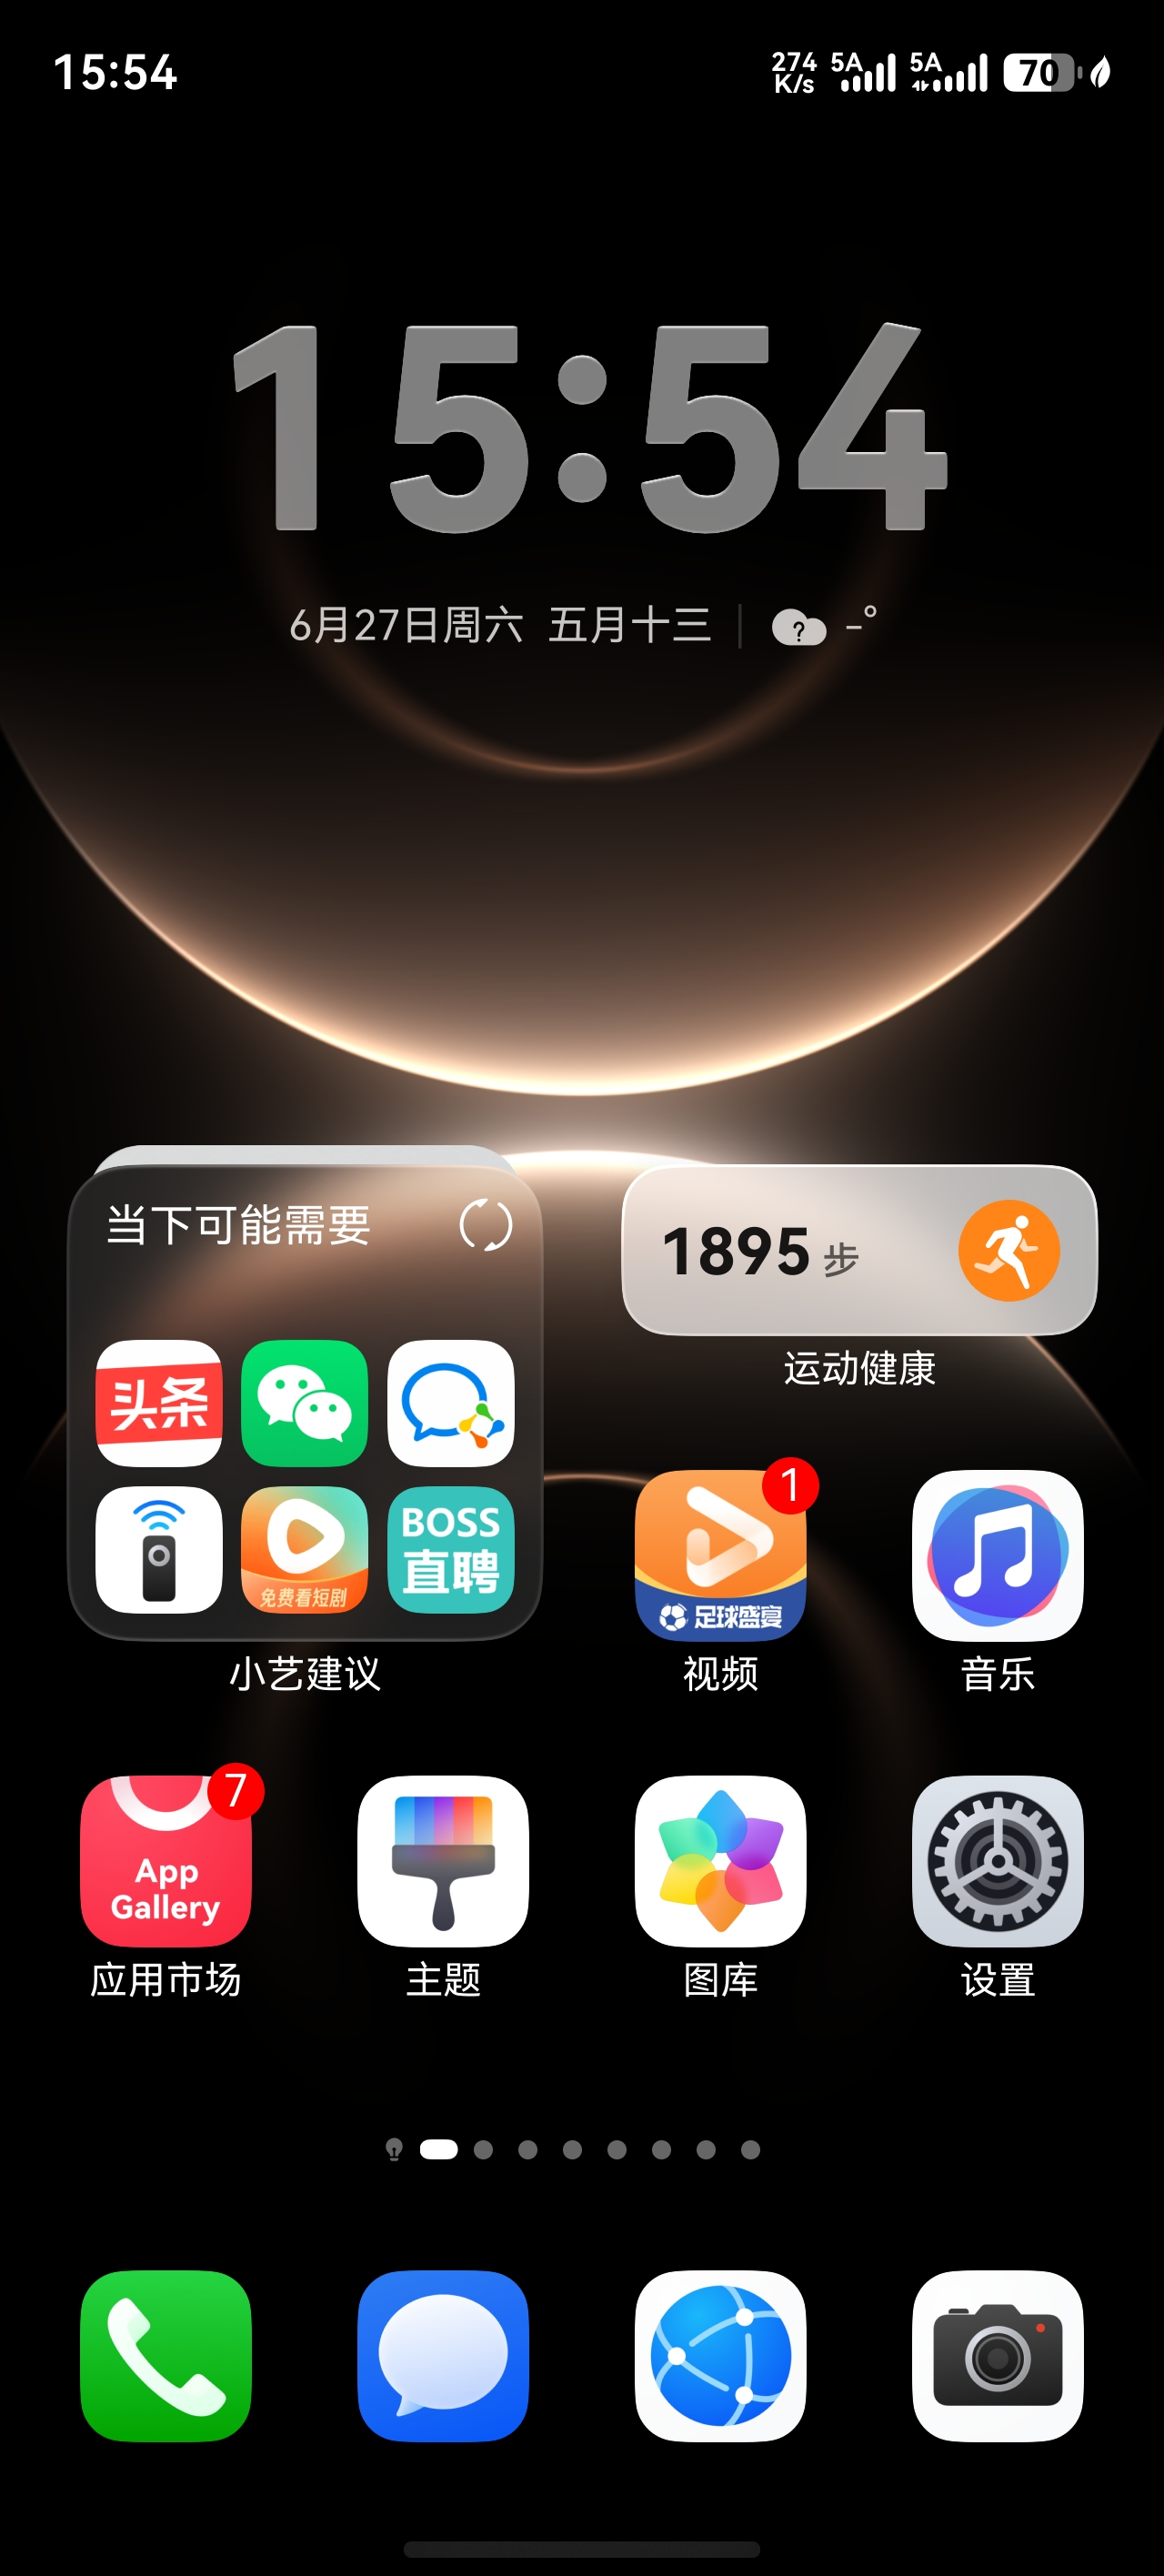 15:54
274 K/s 5A 5A 70
15:54
6月27日周六 五月十三 ? -°
当下可能需要
1895 步
运动健康
头条
免费看短剧
BOSS
直聘
1
足球盛宴
小艺建议
视频
音乐
7
App
Gallery
应用市场
主题
图库
设置